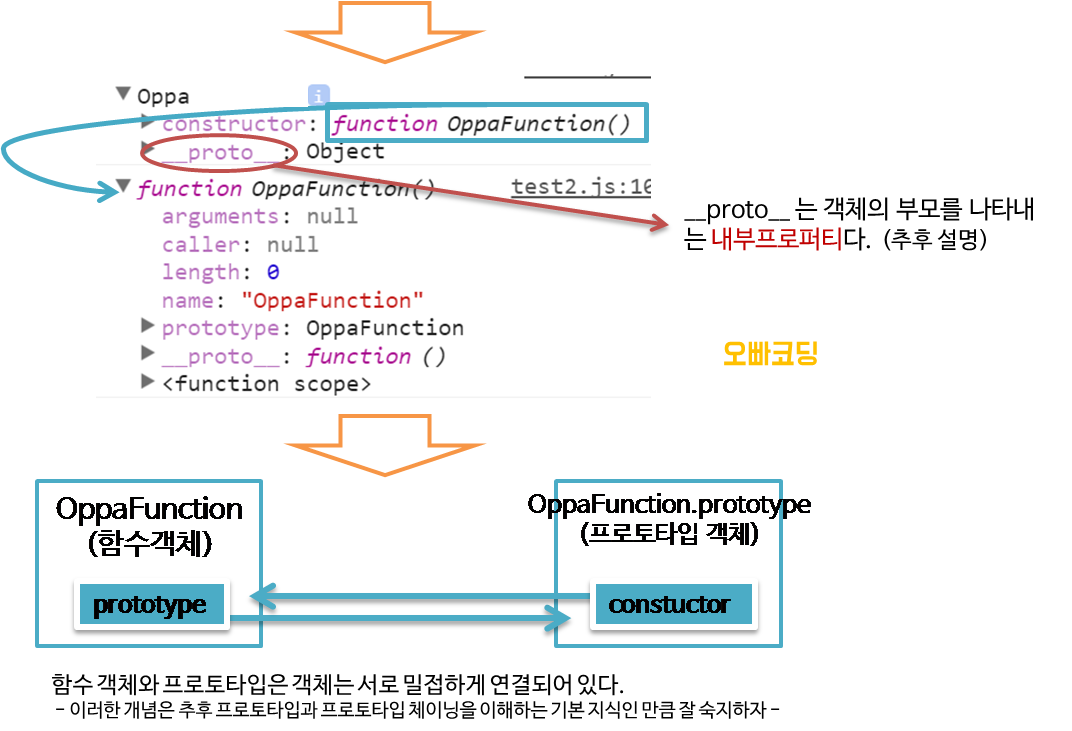 Oppa
i
constructor: function OppaFunction()
__proto__: Object
function OppaFunction() test2.js:10
arguments: null
caller: null
length: 0
name: "OppaFunction"
prototype: OppaFunction
__proto__: function ()
<function scope>
__proto__ 는 객체의 부모를 나타내
는 내부프로퍼티다. (추후 설명)
오빠코딩
OppaFunction
(함수객체)
prototype
OppaFunction.prototype
(프로토타입 객체)
constuctor
함수 객체와 프로토타입은 객체는 서로 밀접하게 연결되어 있다.
- 이러한 개념은 추후 프로토타입과 프로토타입 체이닝을 이해하는 기본 지식인 만큼 잘 숙지하자 -